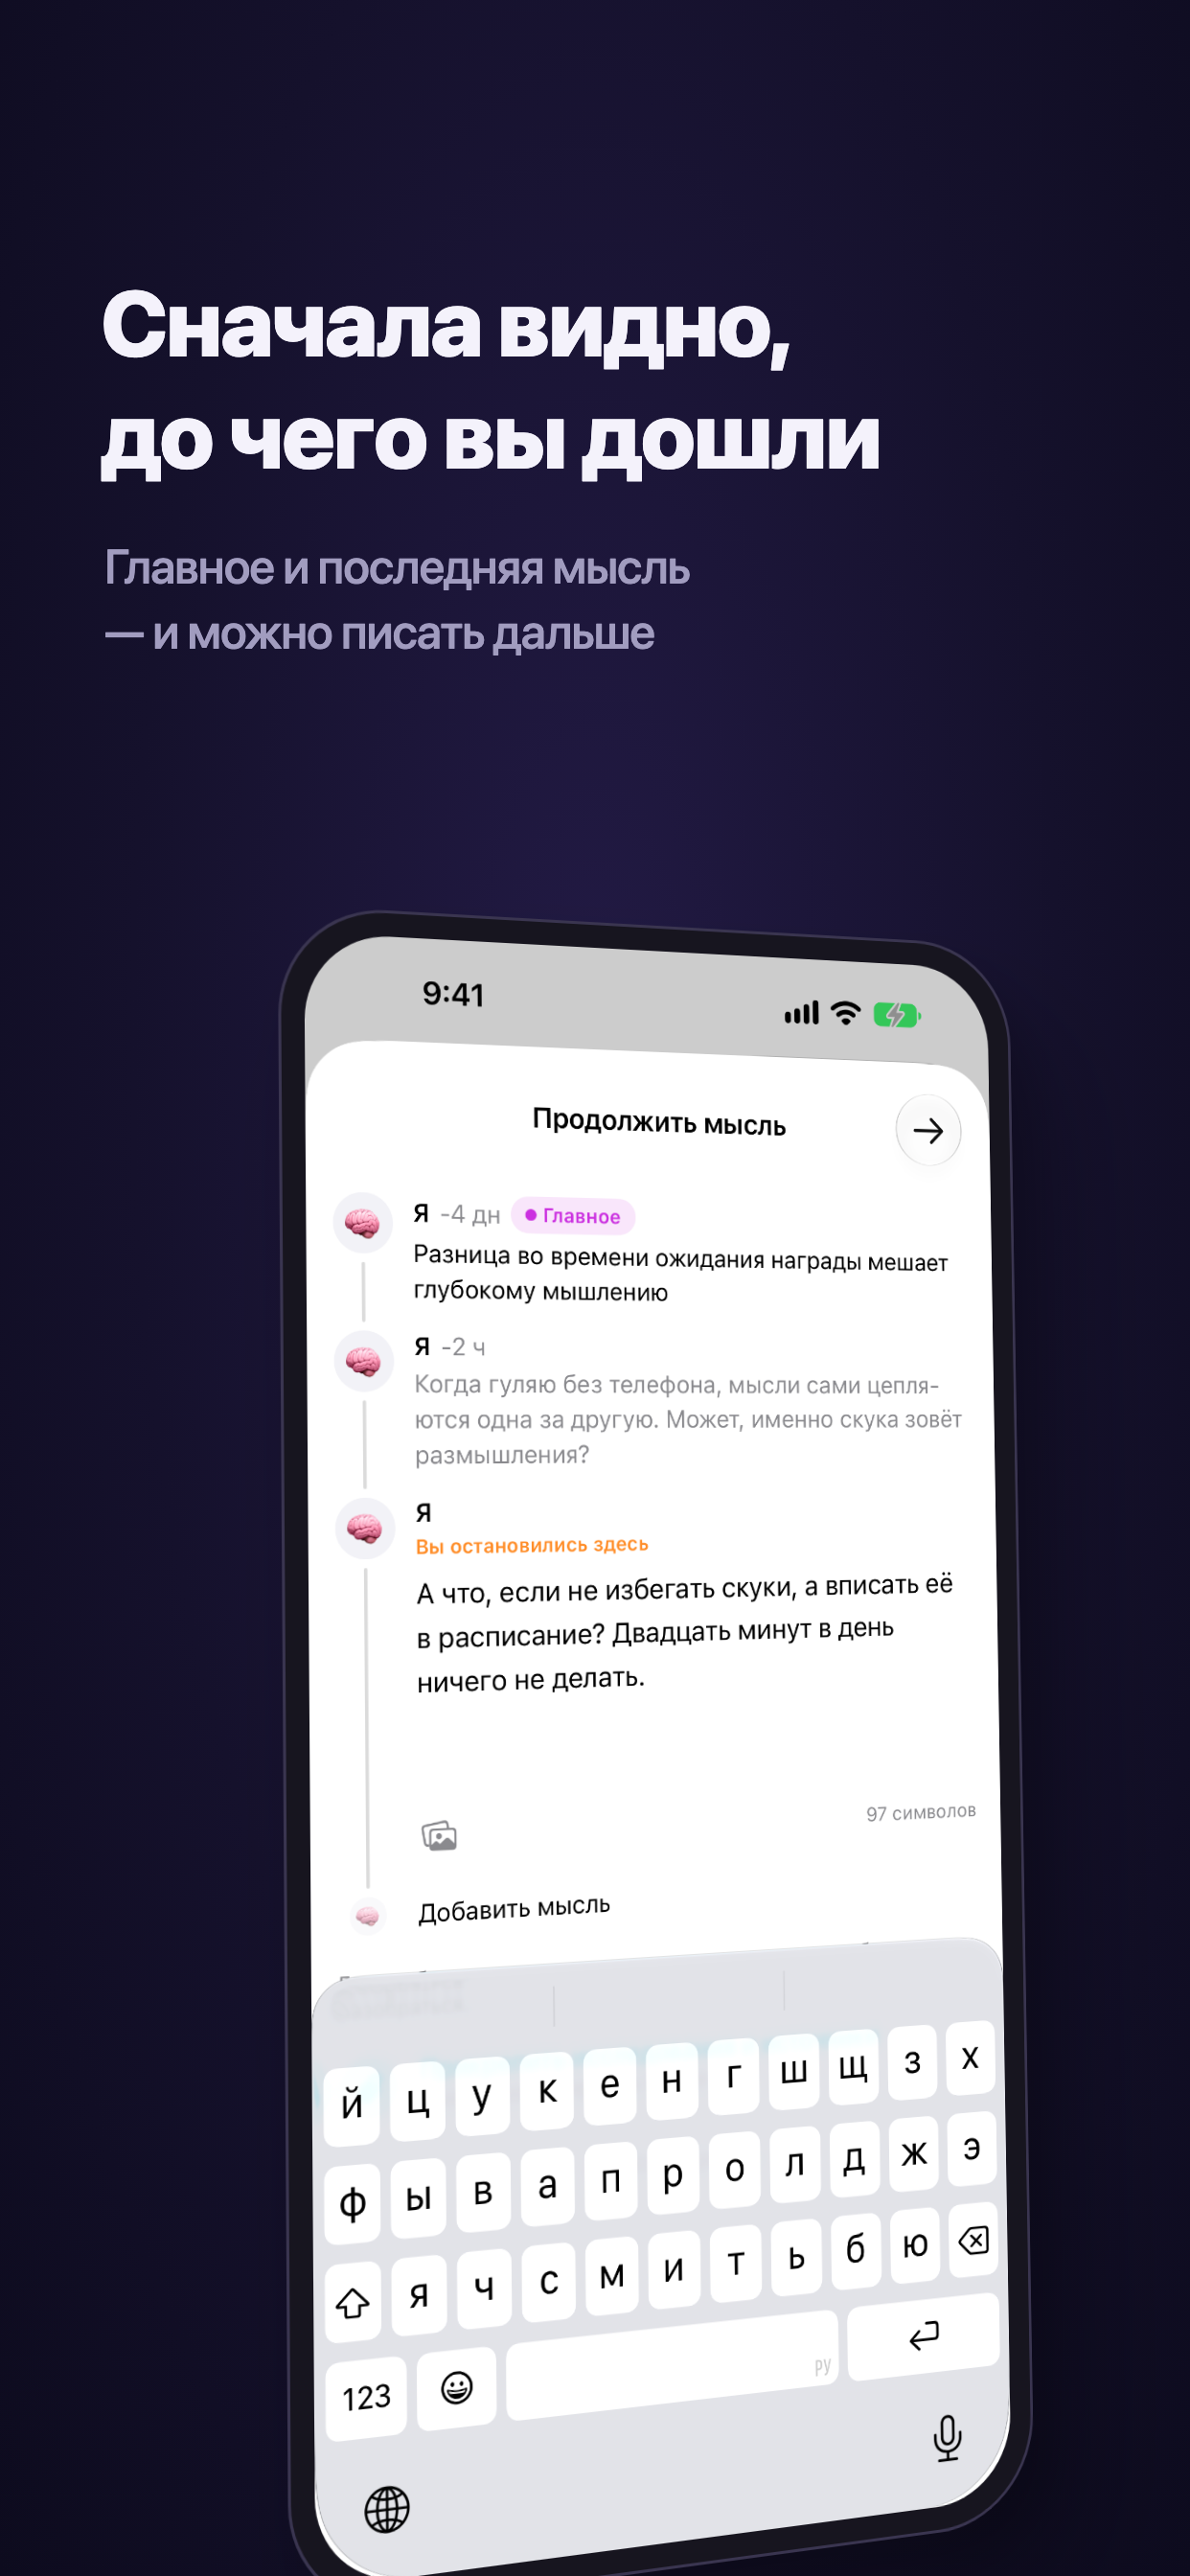 Сначала видно,
до чего вы дошли
Главное и последняя мысль
— и можно писать дальше
9:41
Продолжить мысль
Я -4 дн Главное
Разница во времени ожидания награды мешает
глубокому мышлению
Я -2 ч
Когда гуляю без телефона, мысли сами цепля-
ются одна за другую. Может, именно скука зовёт
размышления?
Я
Вы остановились здесь
А что, если не избегать скуки, а вписать её
в расписание? Двадцать минут в день
ничего не делать.
97 символов
Добавить мысль
й ц у к е н г ш щ з х
ф ы в а п р о л д ж э
я ч с м и т ь б ю
123 РУ